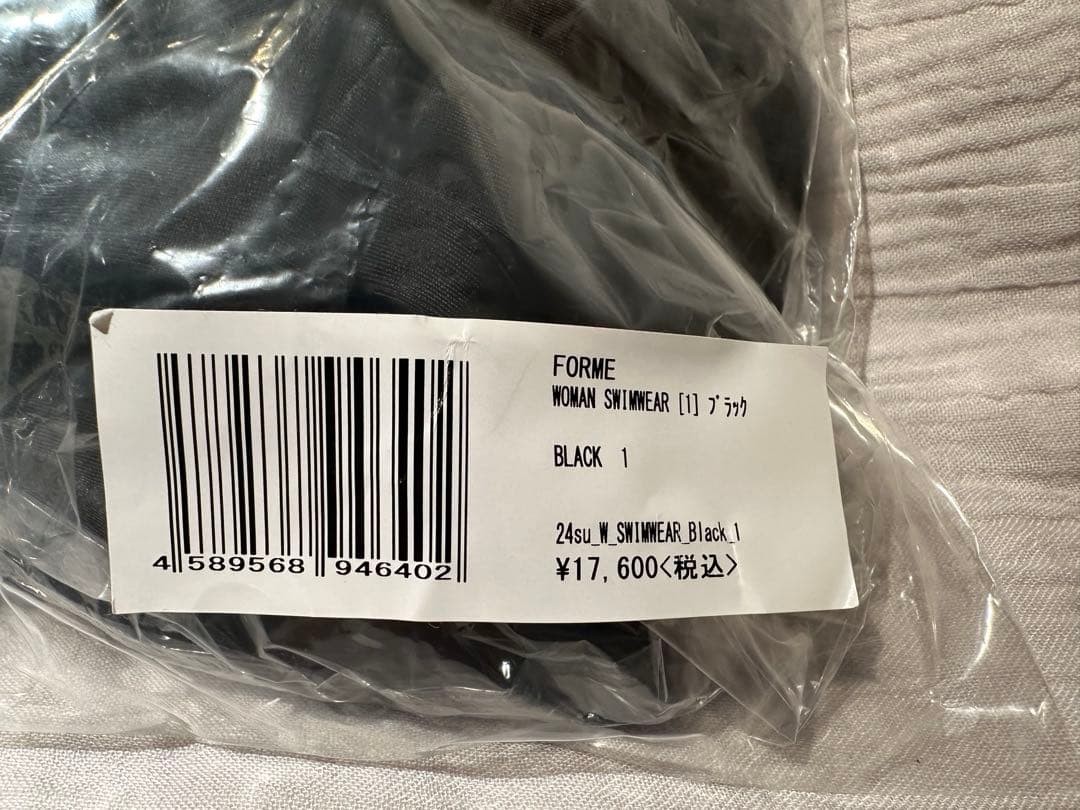 FORME
WOMAN SWIMWEAR [1] ﾌﾞﾗｯｸ
BLACK 1
24su_W_SWIMWEAR_Black_1
¥17,600<税込>
4 589568 946402